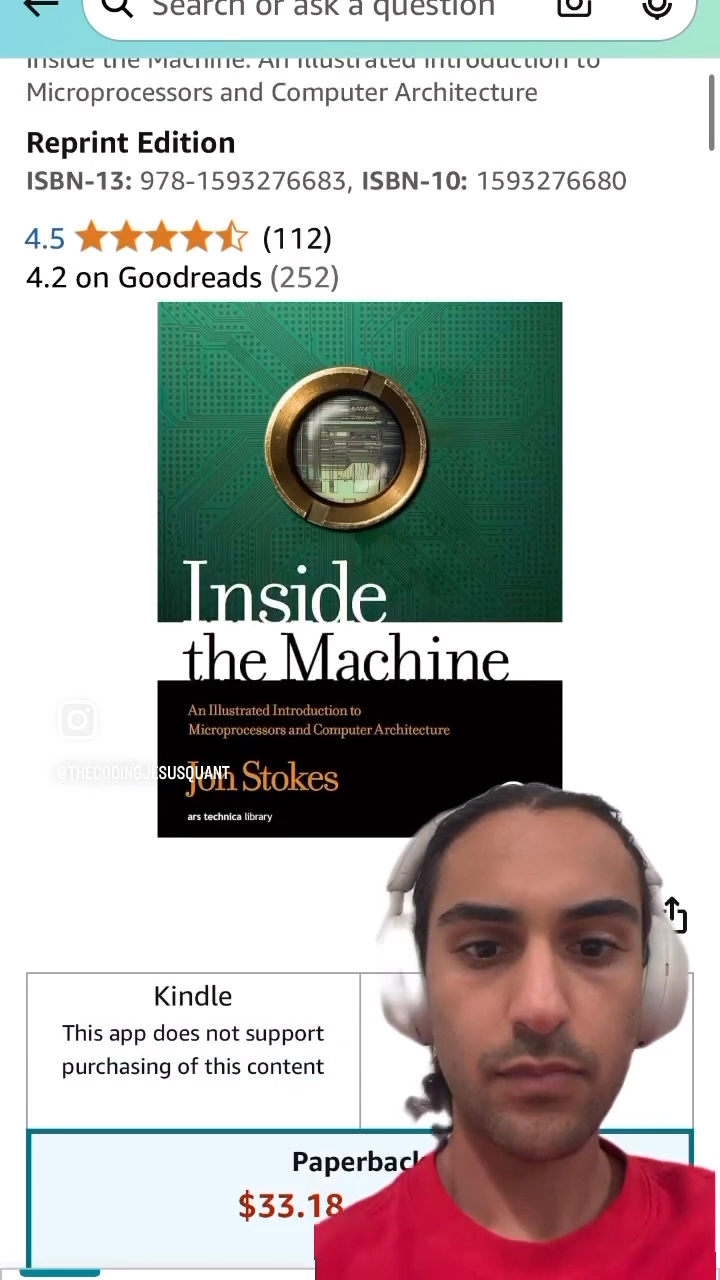 Search or ask a question
Inside the Machine: An Illustrated Introduction to
Microprocessors and Computer Architecture
Reprint Edition
ISBN-13: 978-1593276683, ISBN-10: 1593276680
4.5 (112)
4.2 on Goodreads (252)
Inside
the Machine
An Illustrated Introduction to
Microprocessors and Computer Architecture
@THECODINGJESUSQUANT
Jon Stokes
ars technica library
Kindle
This app does not support
purchasing of this content
Paperback
$33.18